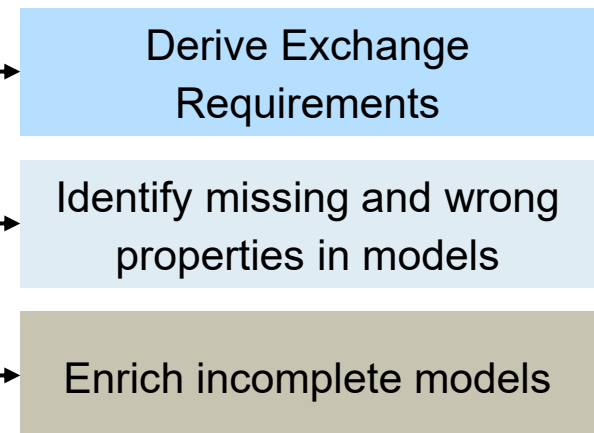 Derive Exchange
Requirements
Identify missing and wrong
properties in models
Enrich incomplete models